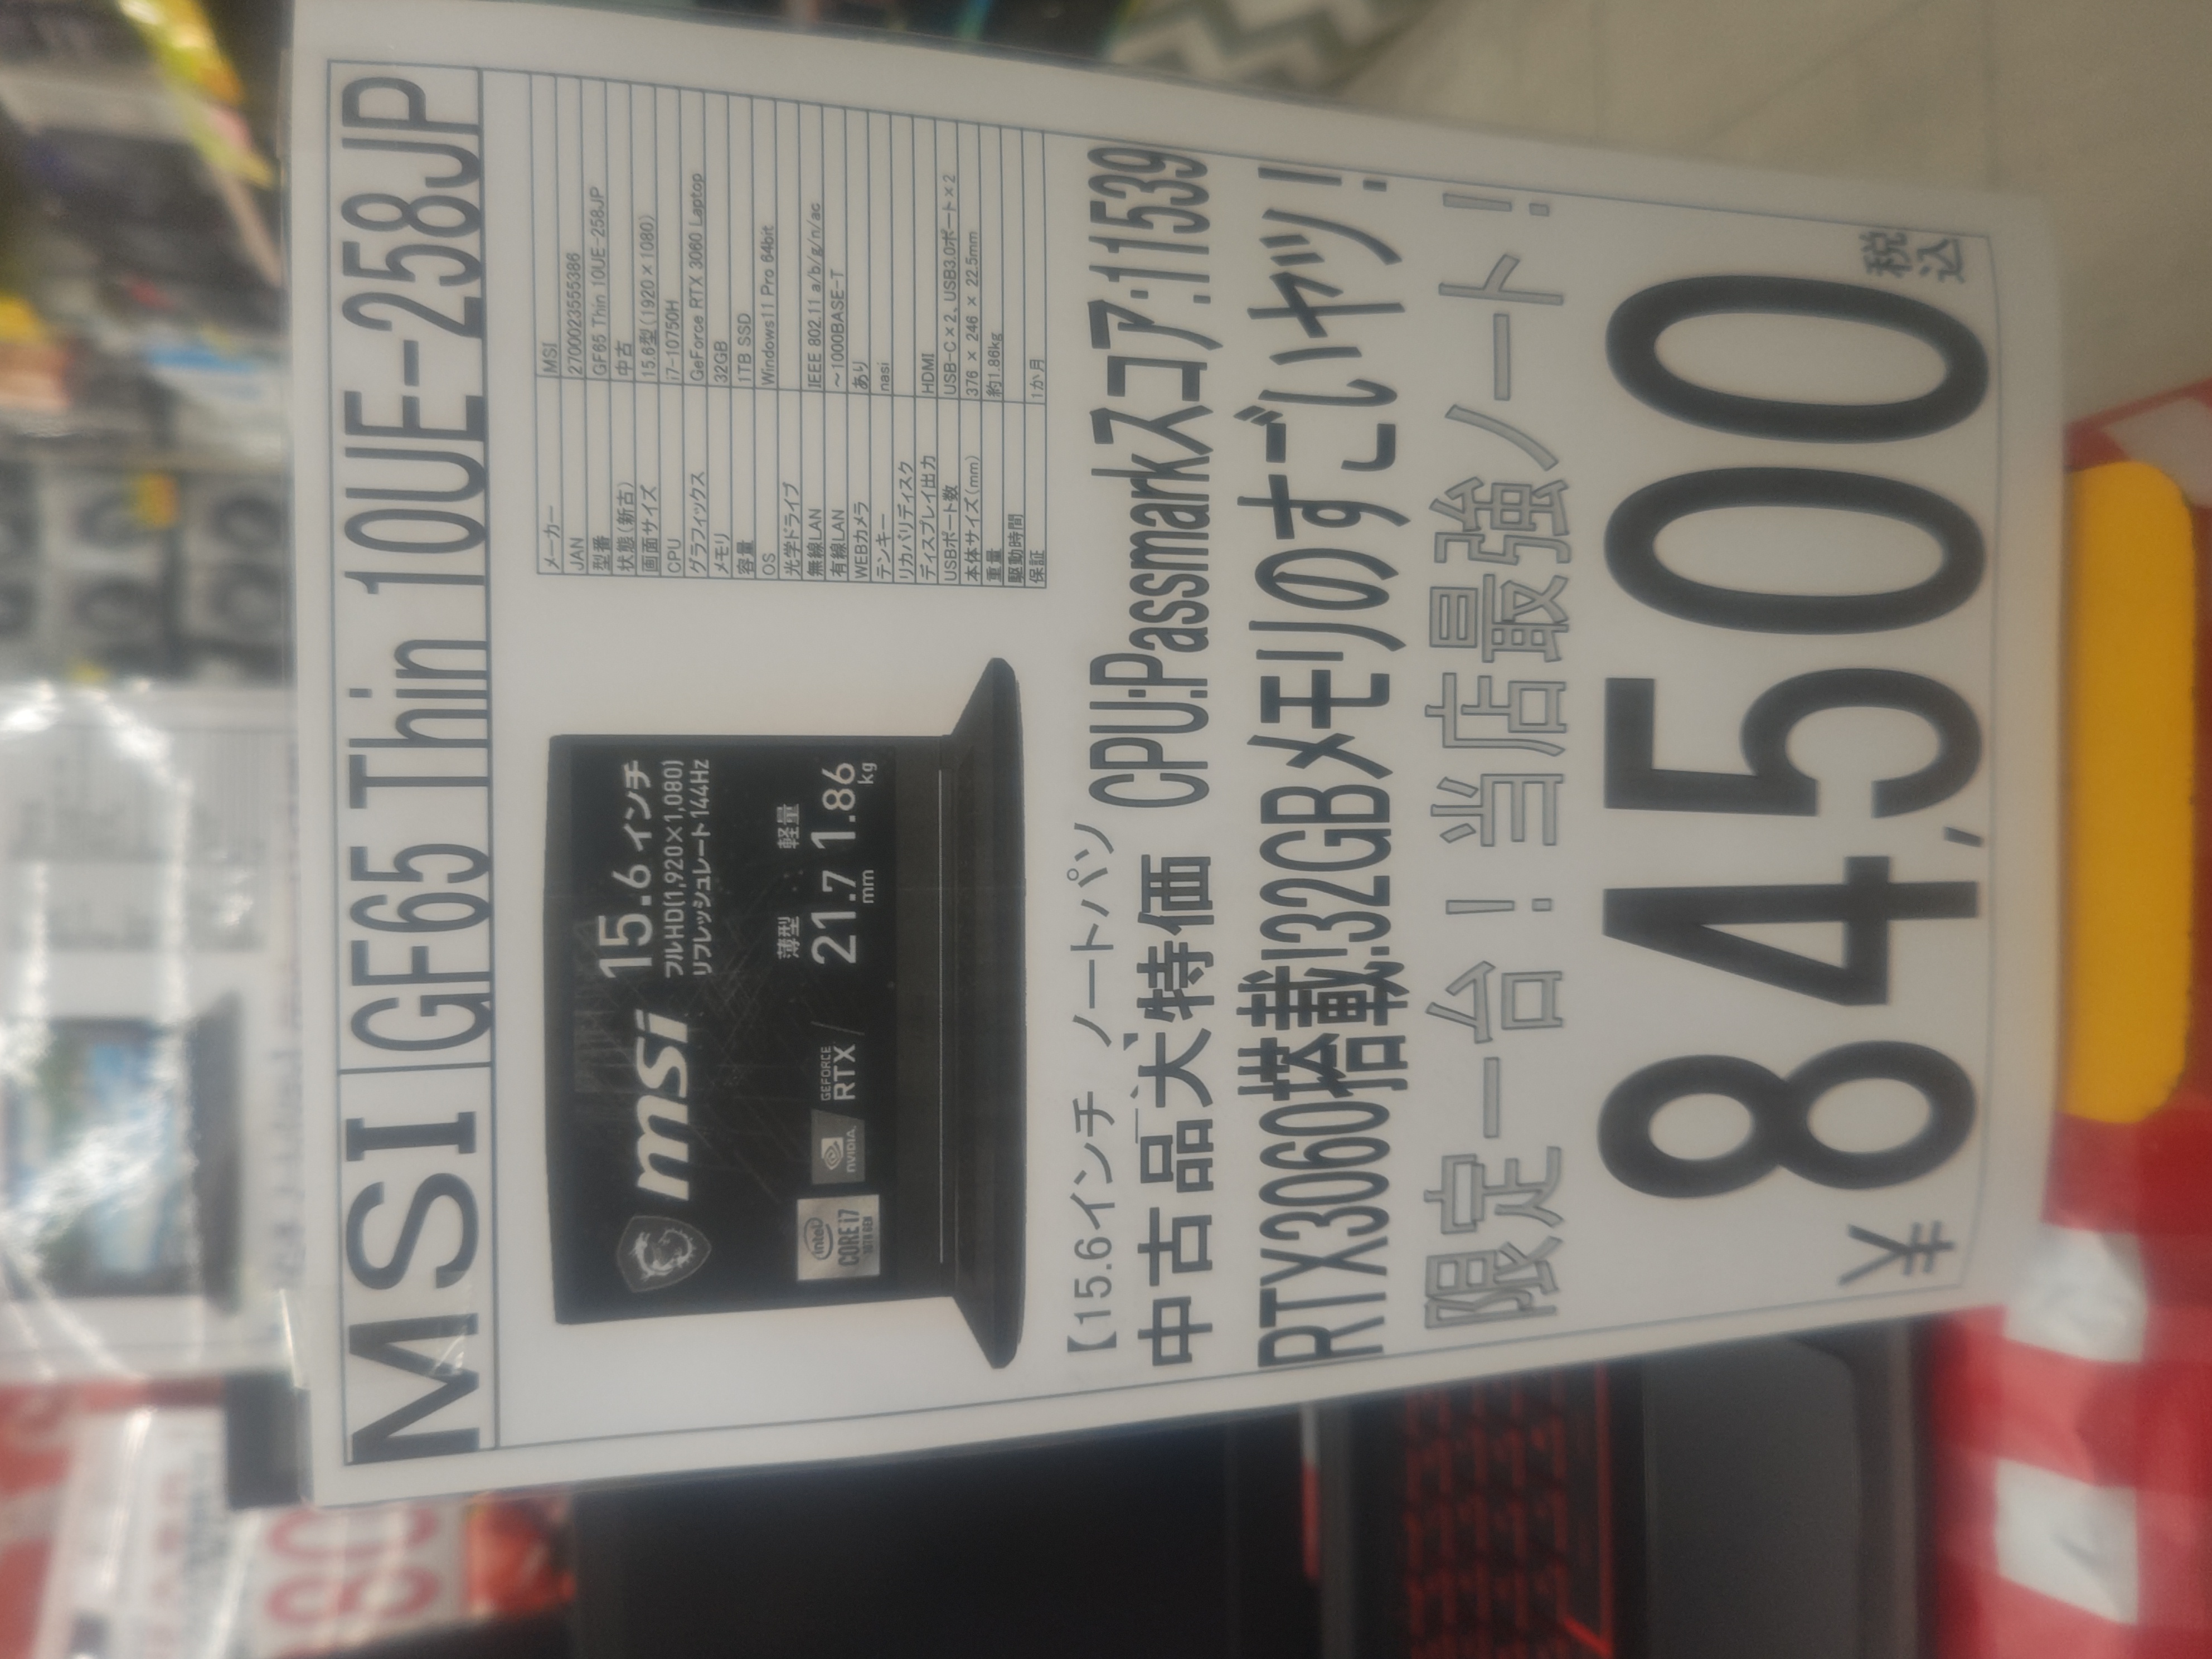 MSI GF65 Thin 10UE-258JP
msi 15.6インチ
フルHD(1,920×1,080)
リフレッシュレート144Hz
薄型 軽量
21.7mm 1.86kg
intel CORE i7 10TH GEN
NVIDIA GEFORCE RTX
メーカー MSI
JAN 2700023555386
型番 GF65 Thin 10UE-258JP
状態(新古) 中古
画面サイズ 15.6型(1920×1080)
CPU i7-10750H
グラフィックス GeForce RTX 3060 Laptop
メモリ 32GB
容量 1TB SSD
OS Windows11 Pro 64bit
光学ドライブ
無線LAN IEEE 802.11 a/b/g/n/ac
有線LAN ～1000BASE-T
WEBカメラ あり
テンキー nasi
リカバリディスク
ディスプレイ出力 HDMI
USBポート数 USB-C×2、USB3.0ポート×2
本体サイズ(mm) 376 × 246 × 22.5mm
重量 約1.86kg
駆動時間
保証 1か月
【15.6インチ ノートパソ
中古品大特価 CPU:Passmarkスコア:11539
RTX3060搭載!32GBメモリのすごいヤツ!
限定一台!当店最強ノート!
¥84,500 税込